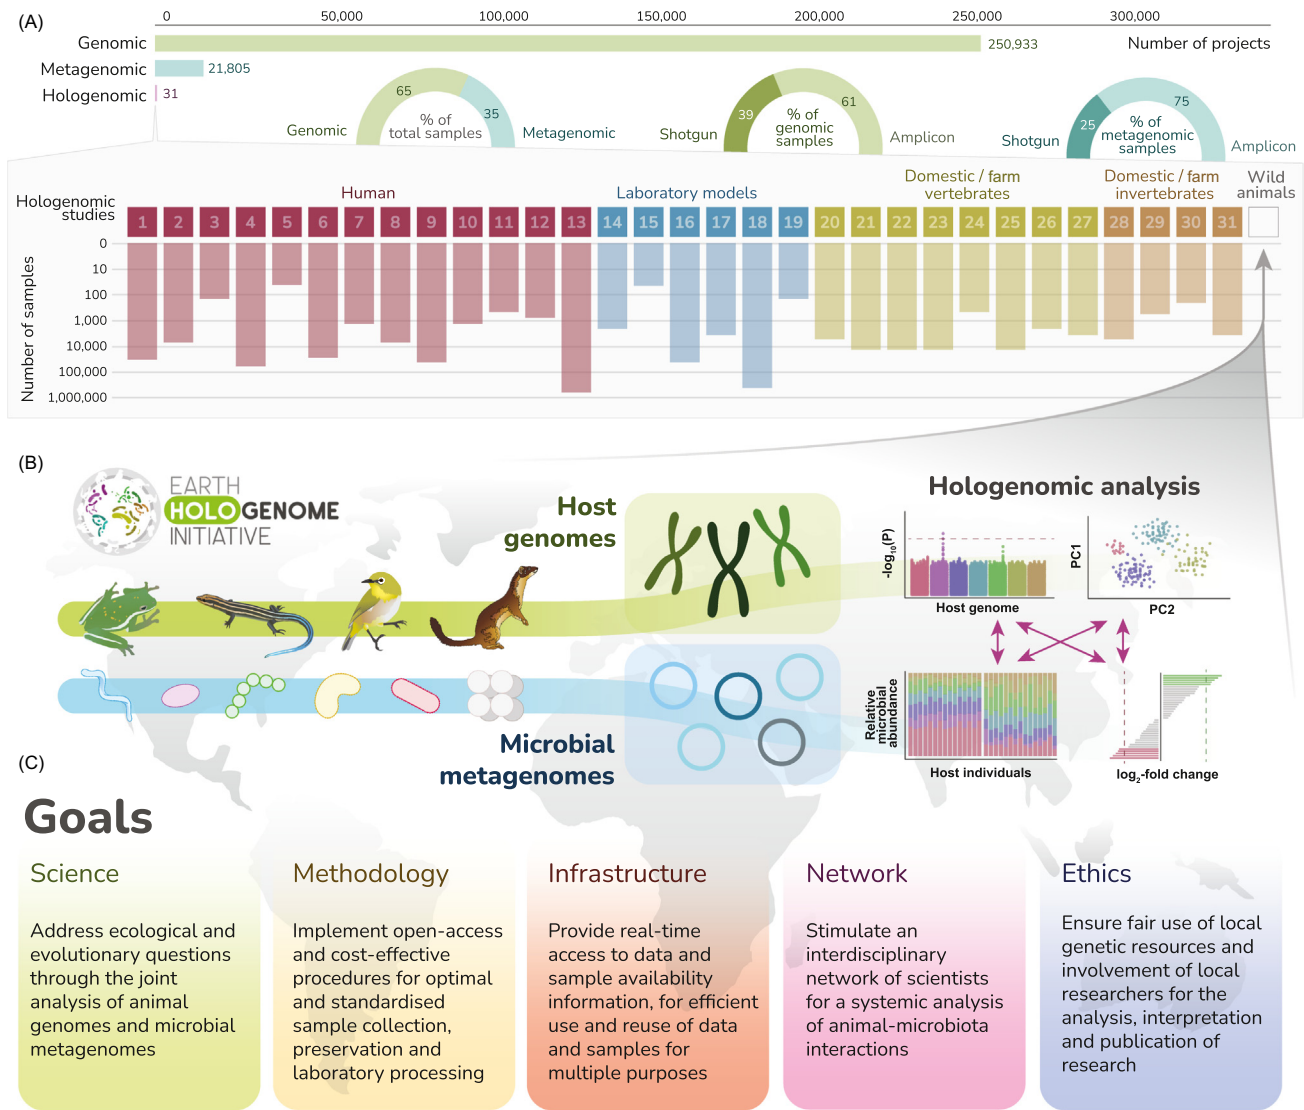 (A)
0 50,000 100,000 150,000 200,000 250,000 300,000
Genomic 250,933 Number of projects
Metagenomic 21,805
Hologenomic 31
65 35
% of
total samples
Genomic Metagenomic
39 61
% of
genomic
samples
Shotgun Amplicon
25 75
% of
metagenomic
samples
Shotgun Amplicon
Hologenomic
studies
Human
Laboratory models
Domestic / farm
vertebrates
Domestic / farm
invertebrates
Wild
animals
1 2 3 4 5 6 7 8 9 10 11 12 13 14 15 16 17 18 19 20 21 22 23 24 25 26 27 28 29 30 31
Number of samples
0
10
100
1,000
10,000
100,000
1,000,000
(B)
EARTH
HOLOGENOME
INITIATIVE
Host
genomes
Microbial
metagenomes
Hologenomic analysis
-log10(P)
Host genome
PC1
PC2
Relative
microbial
abundance
Host individuals
log2-fold change
(C)
Goals
Science
Address ecological and
evolutionary questions
through the joint
analysis of animal
genomes and microbial
metagenomes
Methodology
Implement open-access
and cost-effective
procedures for optimal
and standardised
sample collection,
preservation and
laboratory processing
Infrastructure
Provide real-time
access to data and
sample availability
information, for efficient
use and reuse of data
and samples for
multiple purposes
Network
Stimulate an
interdisciplinary
network of scientists
for a systemic analysis
of animal-microbiota
interactions
Ethics
Ensure fair use of local
genetic resources and
involvement of local
researchers for the
analysis, interpretation
and publication of
research